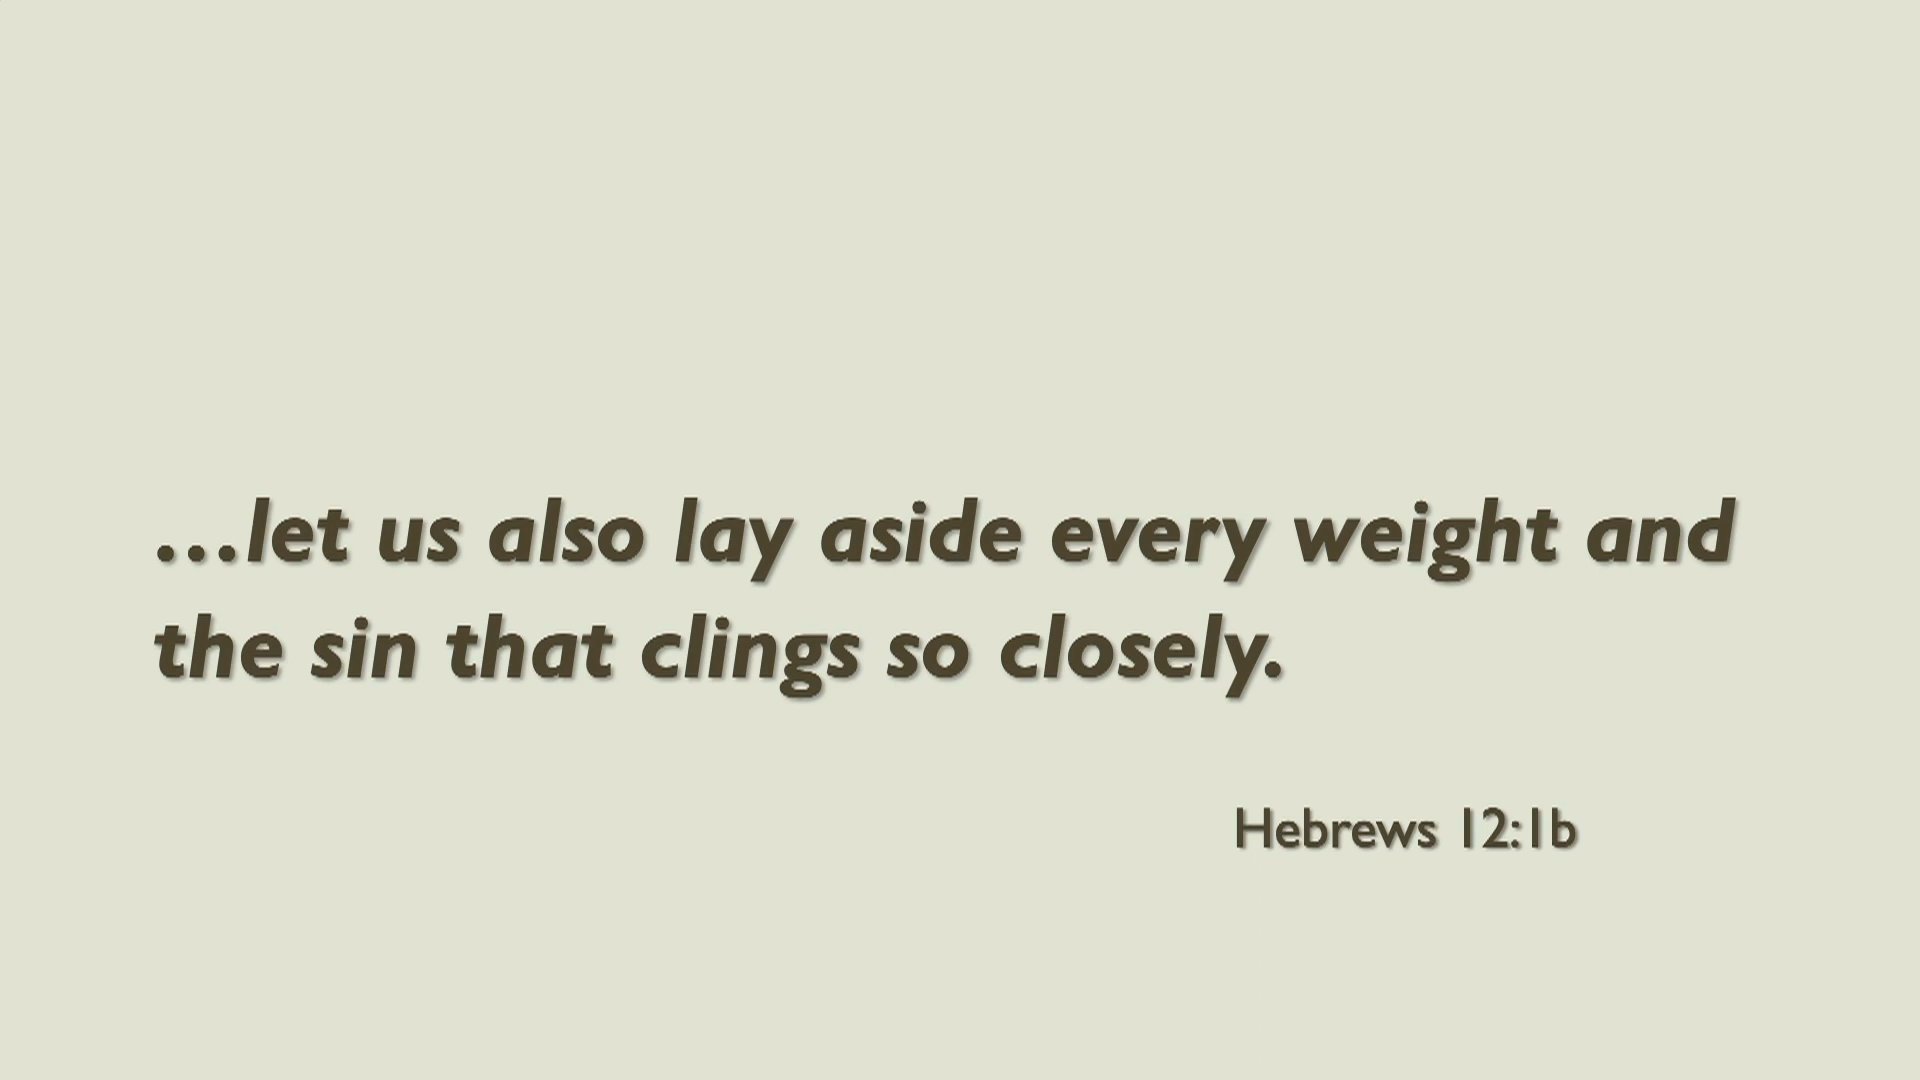 …let us also lay aside every weight and
the sin that clings so closely.
Hebrews 12:1b